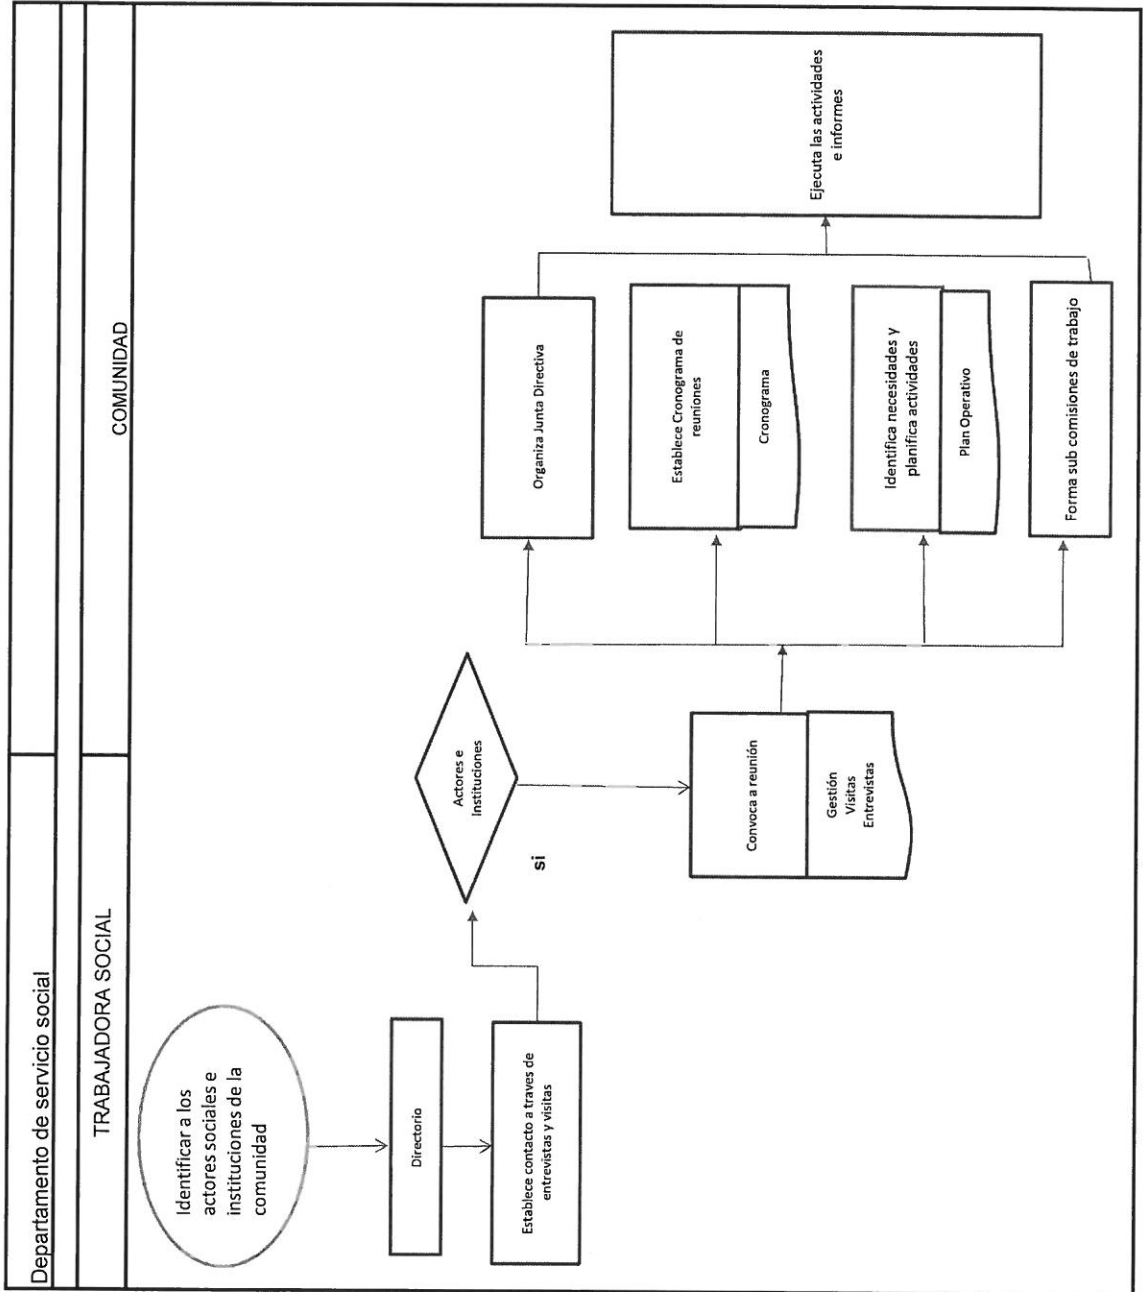 Departamento de servicio social
TRABAJADORA SOCIAL
COMUNIDAD
Identificar a los
actores sociales e
instituciones de la
comunidad
Directorio
Establece contacto a traves de
entrevistas y visitas
Actores e
Instituciones
si
Convoca a reunión
Gestión
Visitas
Entrevistas
Organiza Junta Directiva
Establece Cronograma de
reuniones
Cronograma
Identifica necesidades y
planifica actividades
Plan Operativo
Forma sub comisiones de trabajo
Ejecuta las actividades
e informes